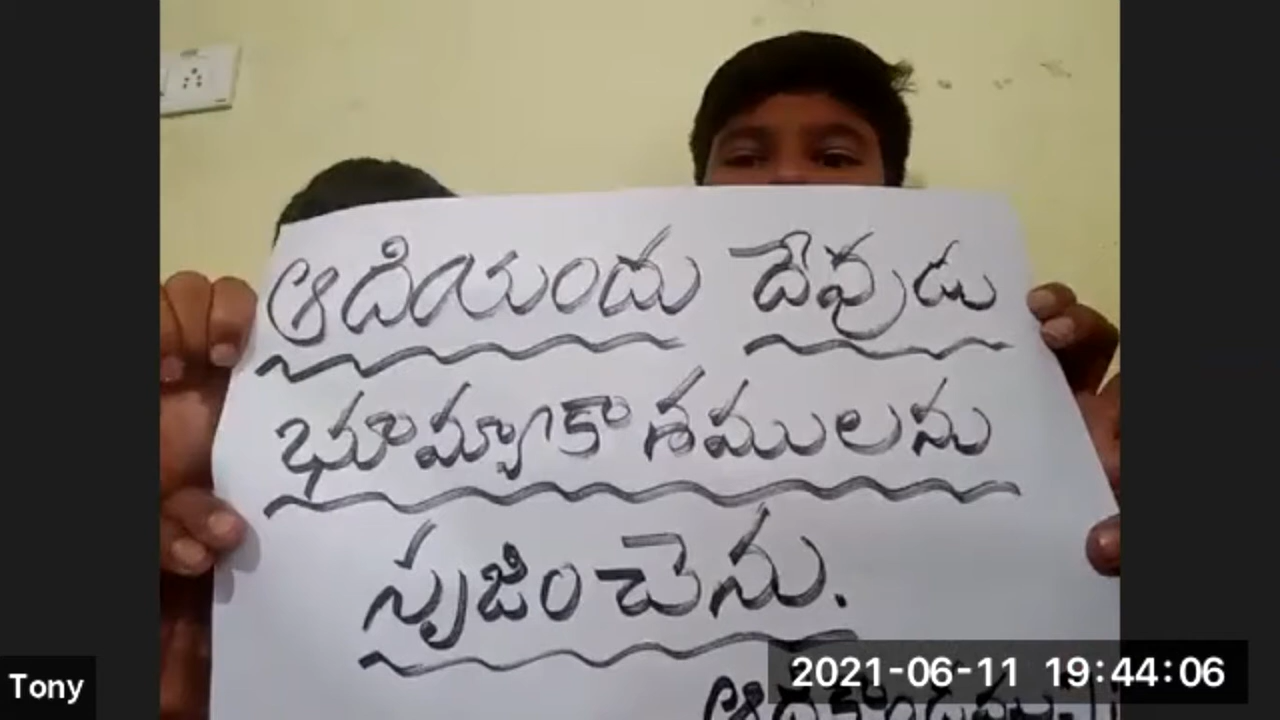 ఆదియందు దేవుడు
భూమ్యాకాశములను
సృజించెను.
Tony
2021-06-11 19:44:06